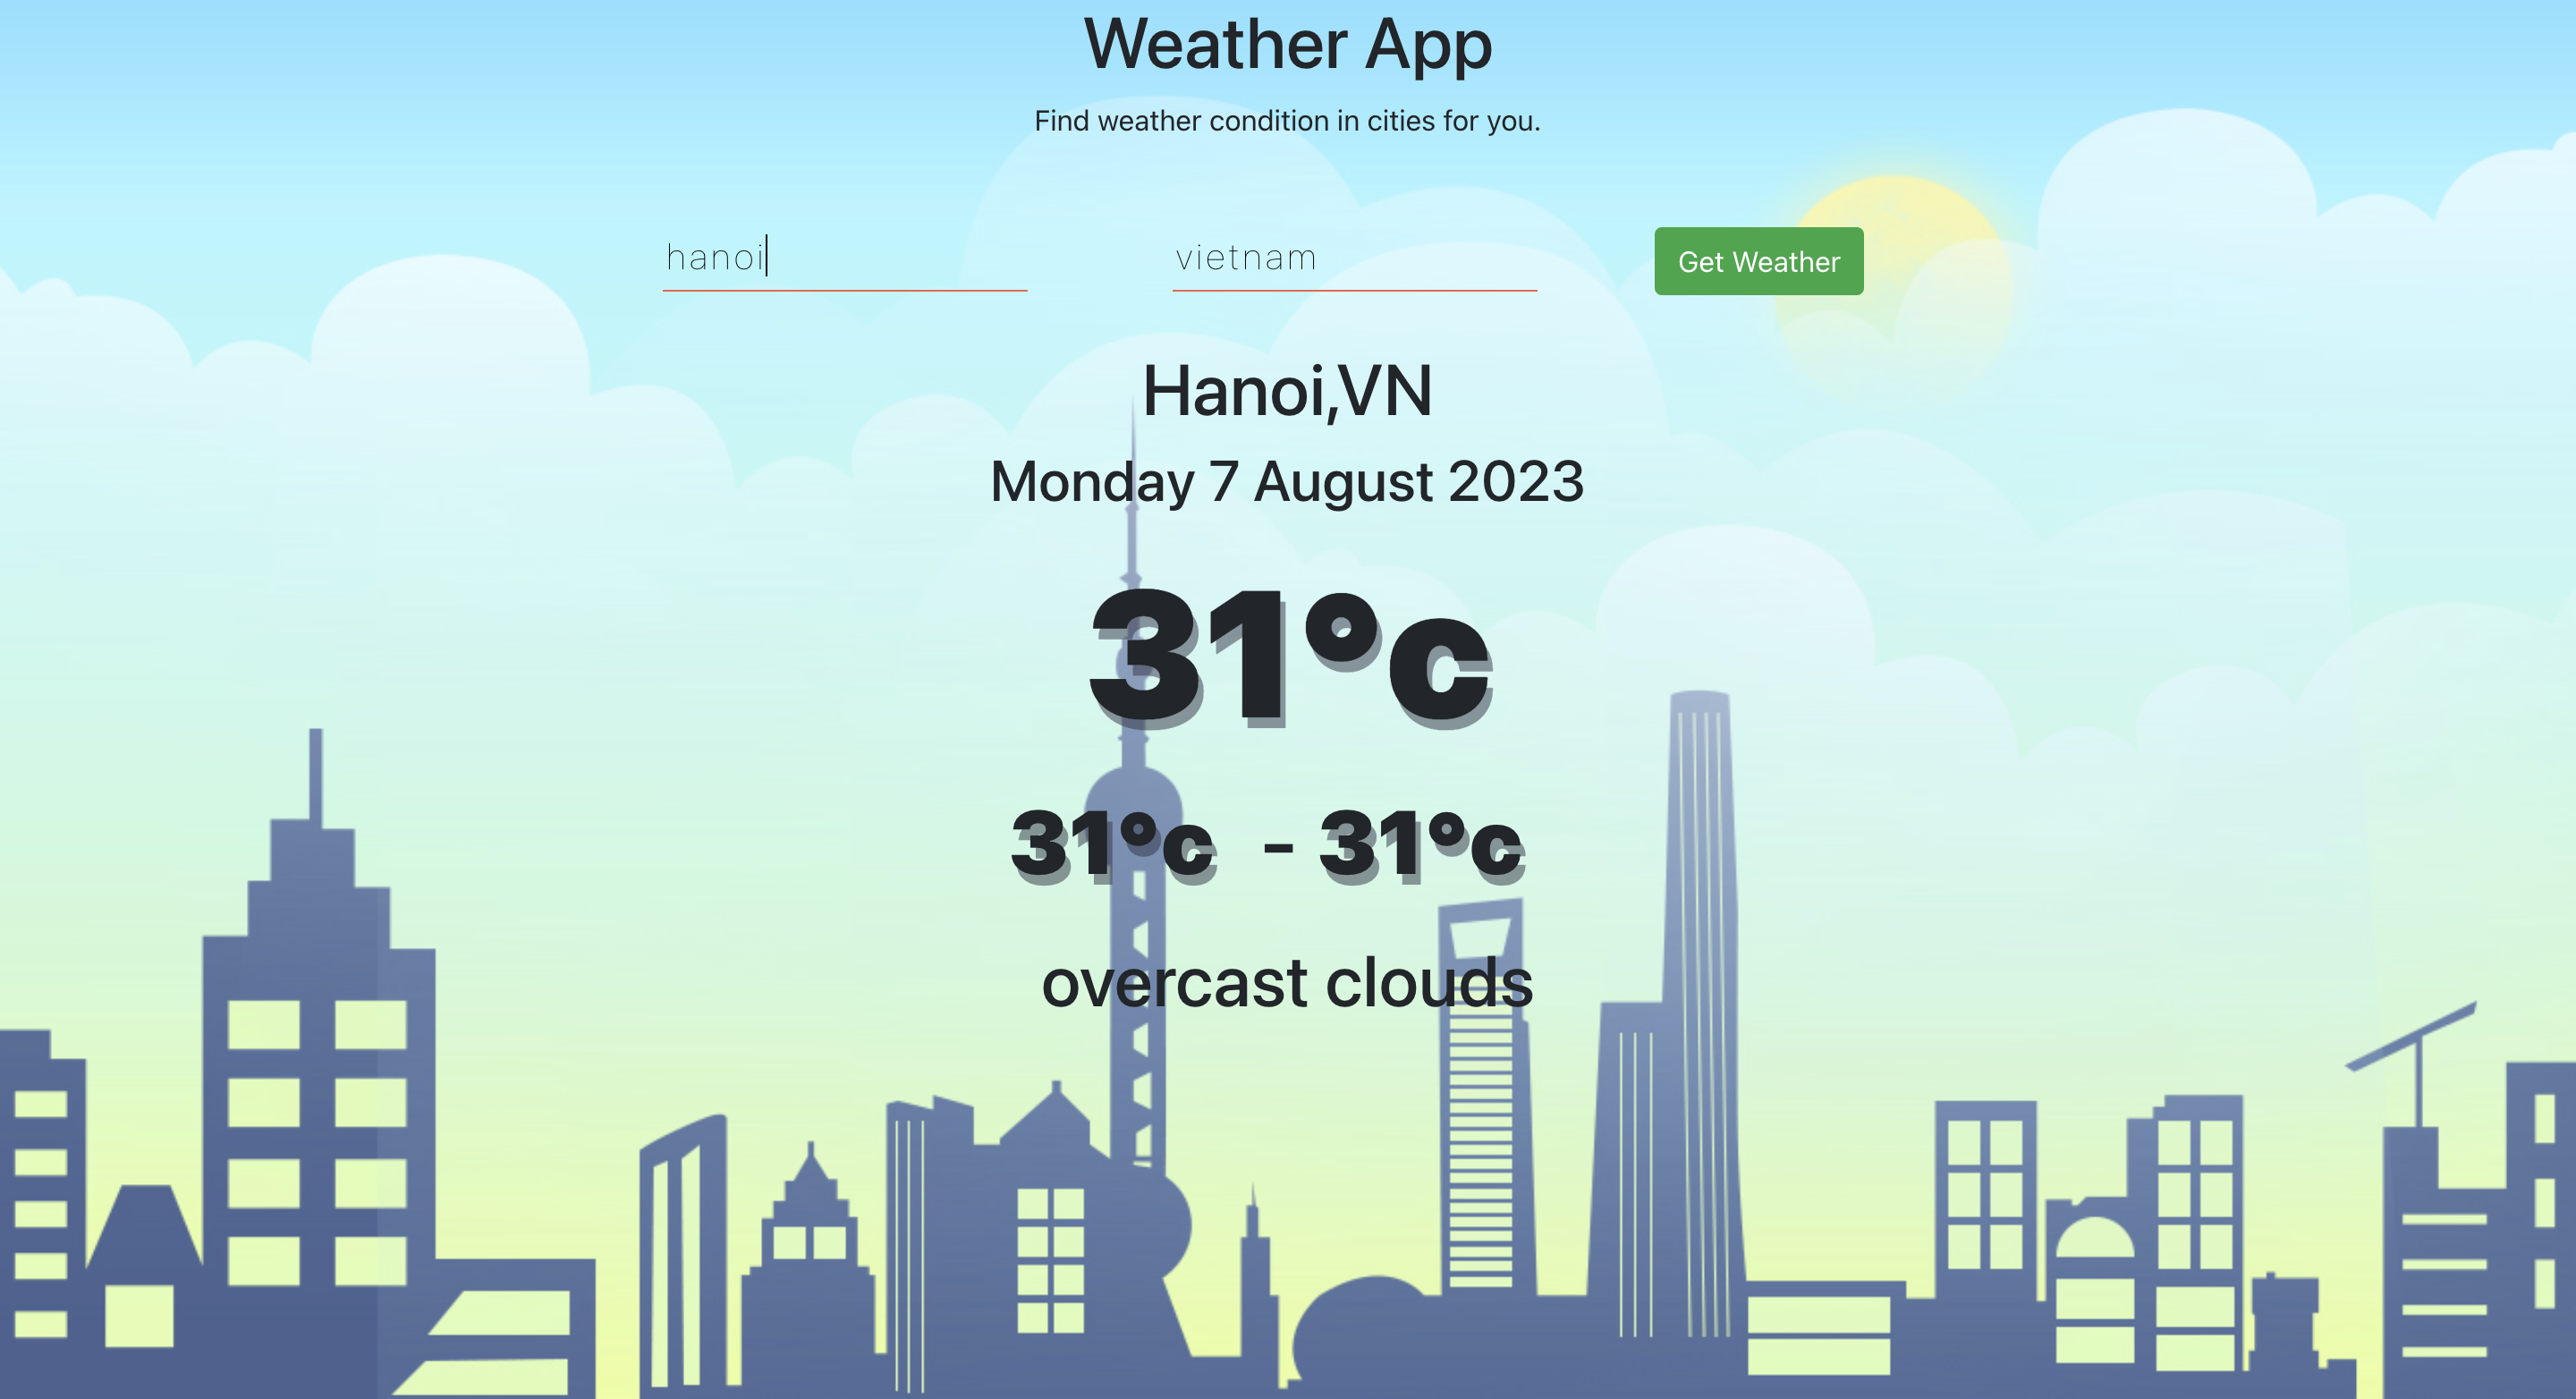 Weather App
Find weather condition in cities for you.
hanoi vietnam Get Weather
Hanoi,VN
Monday 7 August 2023
31°c
31°c - 31°c
overcast clouds